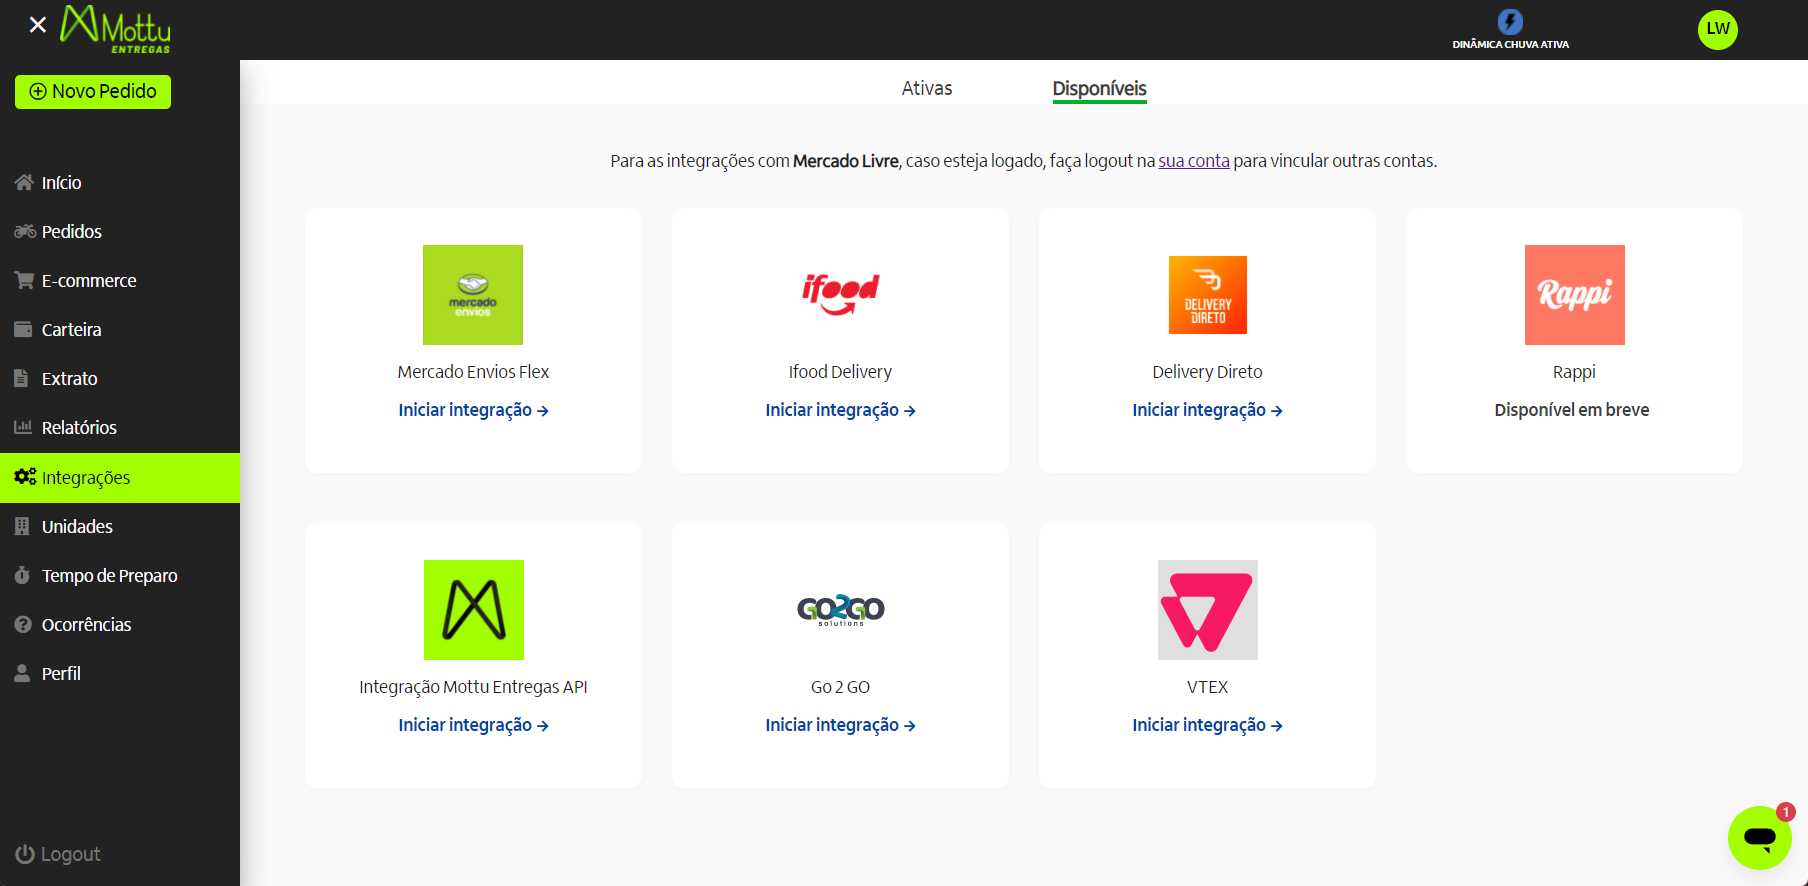 Mottu
ENTREGAS
DINÂMICA CHUVA ATIVA
LW
Novo Pedido
Início
Pedidos
E-commerce
Carteira
Extrato
Relatórios
Integrações
Unidades
Tempo de Preparo
Ocorrências
Perfil
Logout
Ativas
Disponíveis
Para as integrações com Mercado Livre, caso esteja logado, faça logout na sua conta para vincular outras contas.
mercado
envios
Mercado Envios Flex
Iniciar integração →
ifood
Ifood Delivery
Iniciar integração →
DELIVERY
DIRETO
Delivery Direto
Iniciar integração →
Rappi
Rappi
Disponível em breve
Integração Mottu Entregas API
Iniciar integração →
GO2GO
solutions
Go 2 GO
Iniciar integração →
VTEX
Iniciar integração →
1